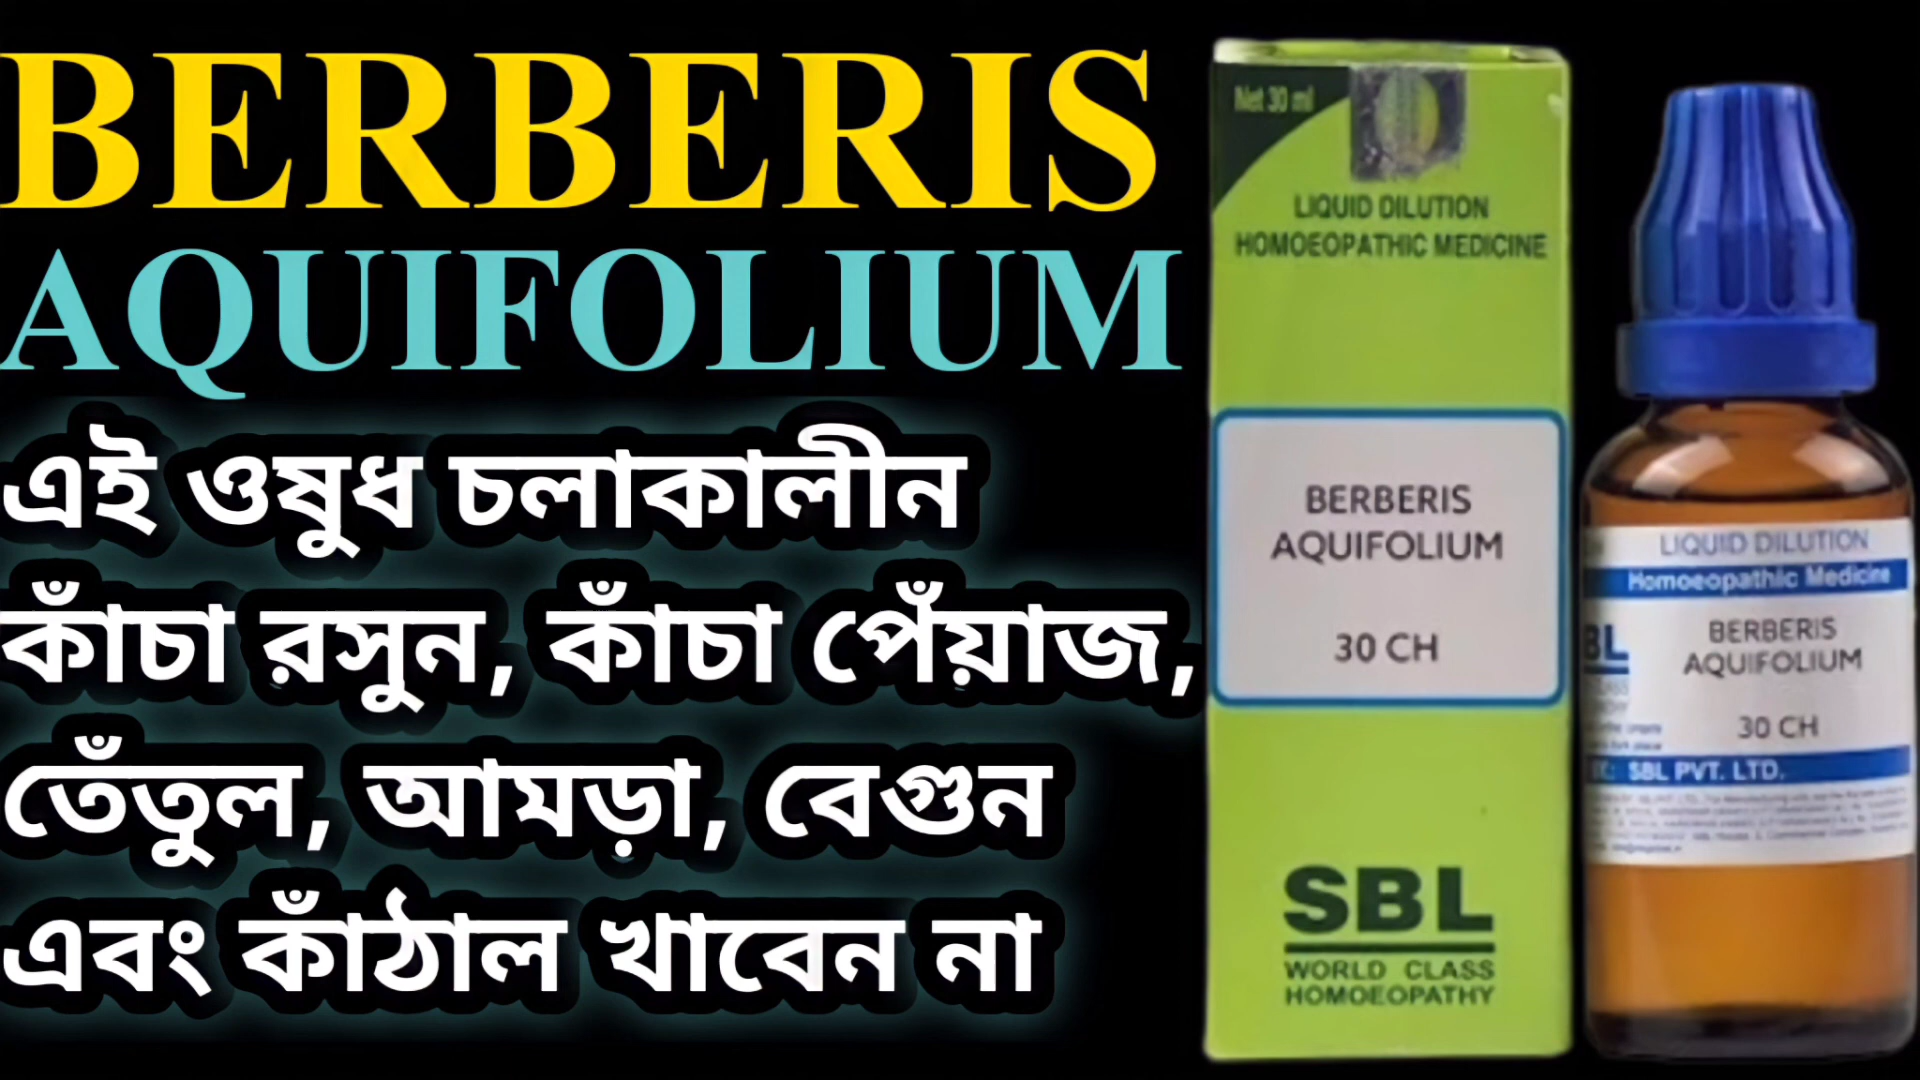 BERBERIS
AQUIFOLIUM
এই ওষুধ চলাকালীন
কাঁচা রসুন, কাঁচা পেঁয়াজ,
তেঁতুল, আমড়া, বেগুন
এবং কাঁঠাল খাবেন না
Net 30 ml
LIQUID DILUTION
HOMOEOPATHIC MEDICINE
BERBERIS
AQUIFOLIUM
30 CH
SBL
WORLD CLASS
HOMOEOPATHY
LIQUID DILUTION
Homoeopathic Medicine
BL
BERBERIS
AQUIFOLIUM
30 CH
SBL PVT. LTD.